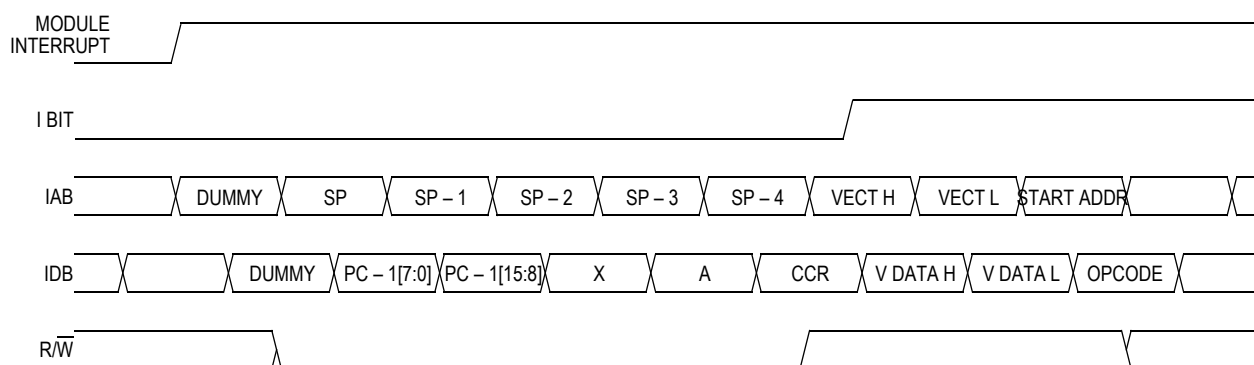 MODULE
INTERRUPT
I BIT
IAB DUMMY SP SP – 1 SP – 2 SP – 3 SP – 4 VECT H VECT L START ADDR
IDB DUMMY PC – 1[7:0] PC – 1[15:8] X A CCR V DATA H V DATA L OPCODE
R/W̅